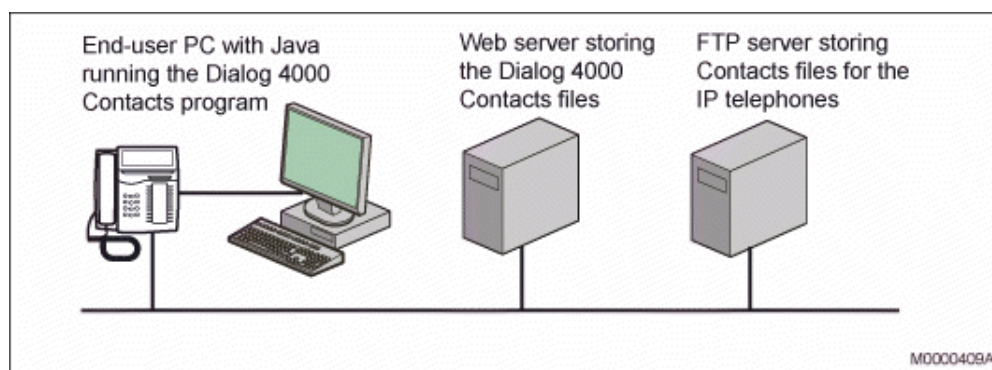 End-user PC with Java
running the Dialog 4000
Contacts program
Web server storing
the Dialog 4000
Contacts files
FTP server storing
Contacts files for the
IP telephones
M0000409A